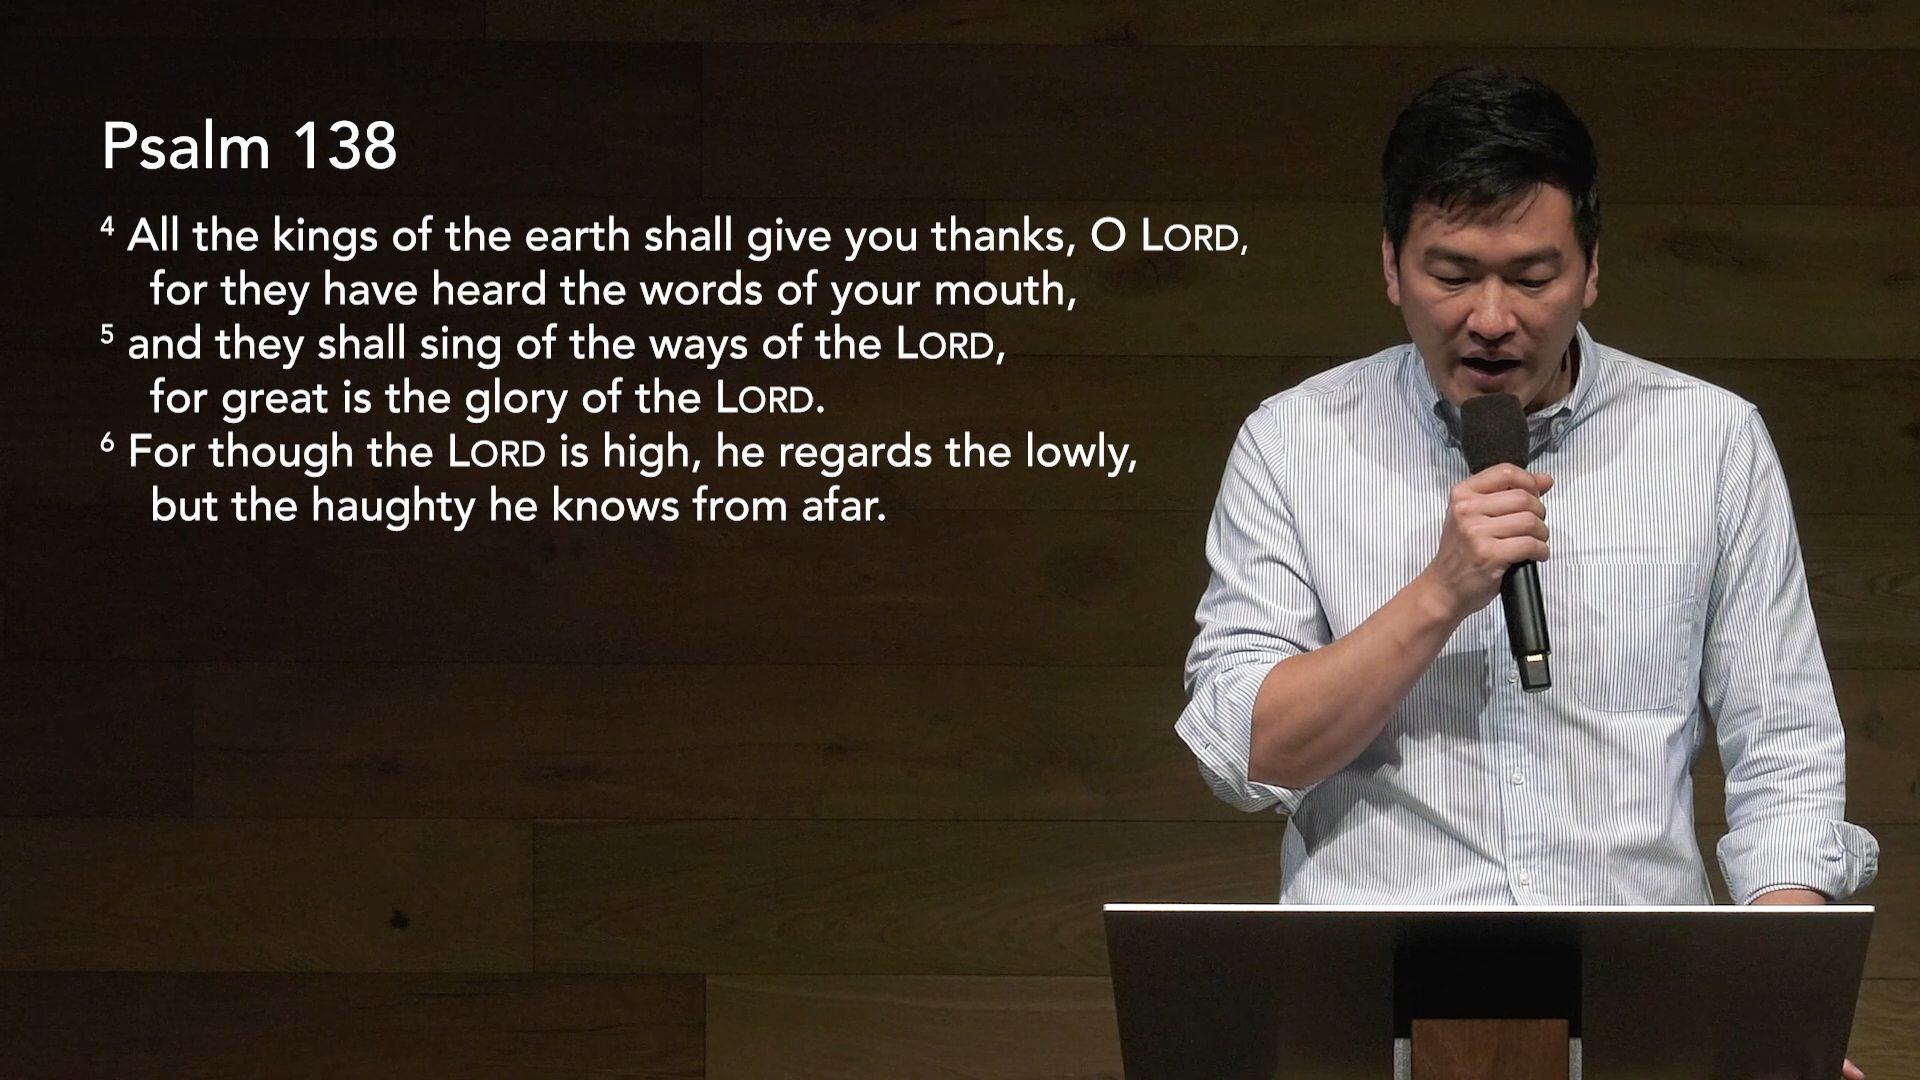 Psalm 138
4 All the kings of the earth shall give you thanks, O LORD,
for they have heard the words of your mouth,
5 and they shall sing of the ways of the LORD,
for great is the glory of the LORD.
6 For though the LORD is high, he regards the lowly,
but the haughty he knows from afar.